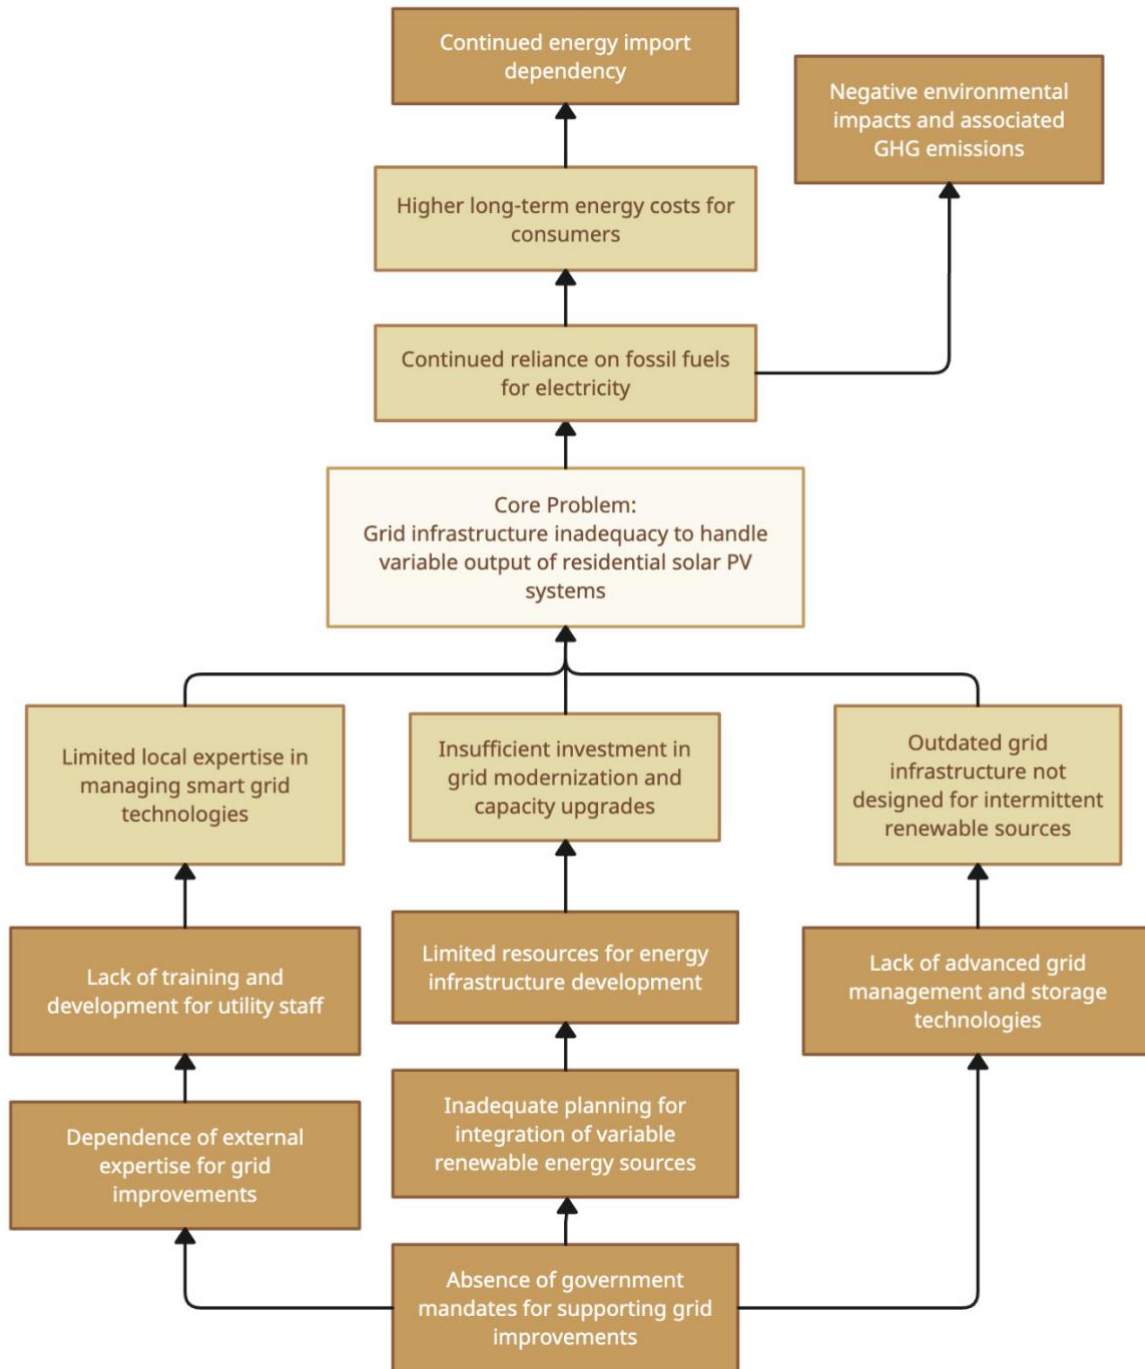 Continued energy import
dependency
Negative environmental
impacts and associated
GHG emissions
Higher long-term energy costs for
consumers
Continued reliance on fossil fuels
for electricity
Core Problem:
Grid infrastructure inadequacy to handle
variable output of residential solar PV
systems
Limited local expertise in
managing smart grid
technologies
Insufficient investment in
grid modernization and
capacity upgrades
Outdated grid
infrastructure not
designed for intermittent
renewable sources
Lack of training and
development for utility staff
Limited resources for energy
infrastructure development
Lack of advanced grid
management and storage
technologies
Dependence of external
expertise for grid
improvements
Inadequate planning for
integration of variable
renewable energy sources
Absence of government
mandates for supporting grid
improvements